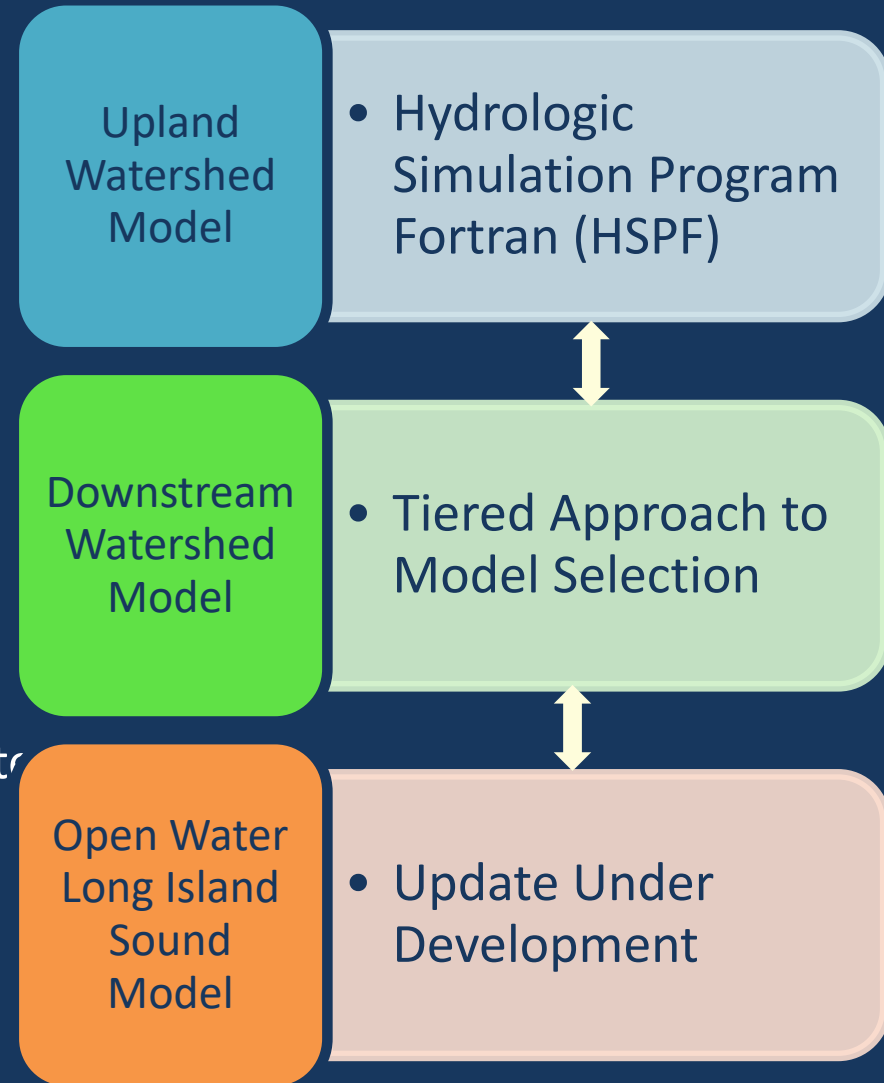 Upland
Watershed
Model
• Hydrologic
Simulation Program
Fortran (HSPF)
Downstream
Watershed
Model
• Tiered Approach to
Model Selection
Open Water
Long Island
Sound
Model
• Update Under
Development